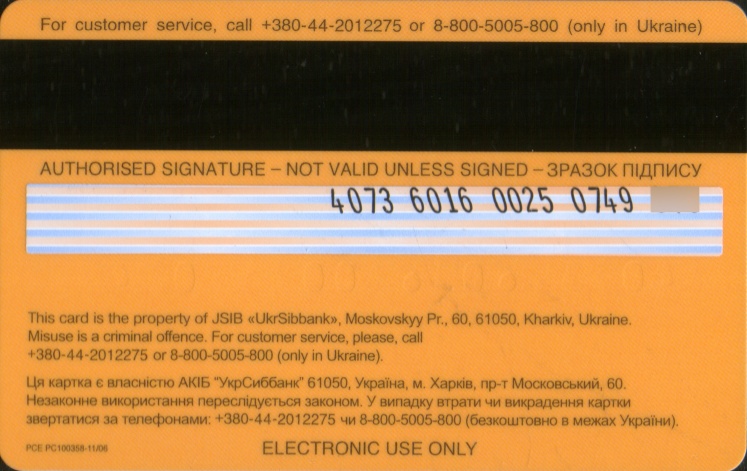 For customer service, call +380-44-2012275 or 8-800-5005-800 (only in Ukraine)
AUTHORISED SIGNATURE – NOT VALID UNLESS SIGNED – ЗРАЗОК ПІДПИСУ
4073 6016 0025 0749
This card is the property of JSIB «UkrSibbank», Moskovskyy Pr., 60, 61050, Kharkiv, Ukraine.
Misuse is a criminal offence. For customer service, please, call
+380-44-2012275 or 8-800-5005-800 (only in Ukraine).
Ця картка є власністю АКІБ "УкрСиббанк" 61050, Україна, м. Харків, пр-т Московський, 60.
Незаконне використання переслідується законом. У випадку втрати чи викрадення картки
звертатися за телефонами: +380-44-2012275 чи 8-800-5005-800 (безкоштовно в межах України).
PCE PC100358-11/06
ELECTRONIC USE ONLY